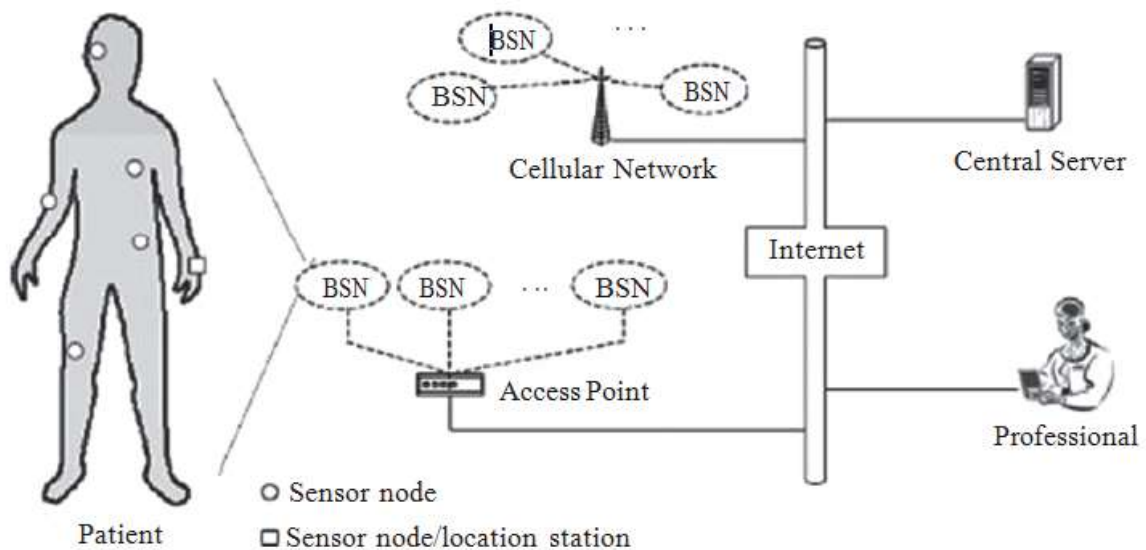 BSN
...
BSN
BSN
Cellular Network
Central Server
Internet
BSN
BSN
...
BSN
Access Point
Professional
Sensor node
Patient
Sensor node/location station